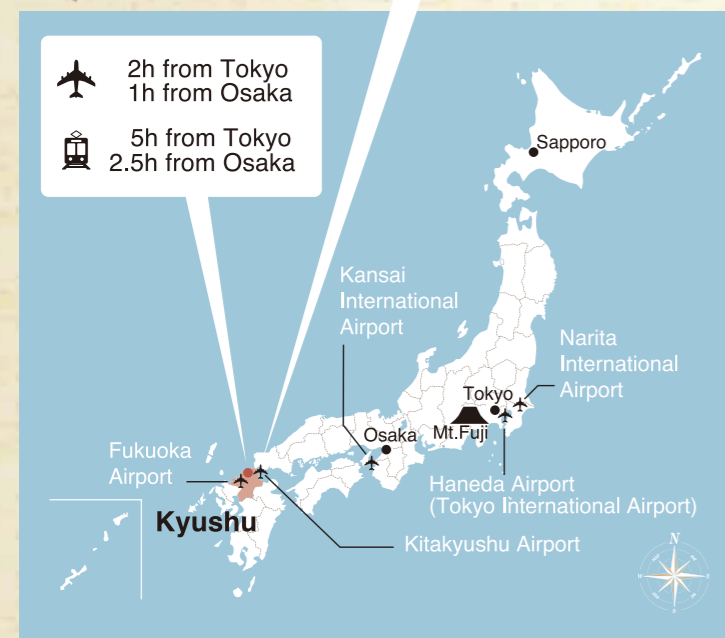 2h from Tokyo
1h from Osaka
5h from Tokyo
2.5h from Osaka
Sapporo
Kansai
International
Airport
Narita
International
Airport
Tokyo
Mt.Fuji
Osaka
Fukuoka
Airport
Haneda Airport
(Tokyo International Airport)
Kyushu
Kitakyushu Airport
N
W
E
S